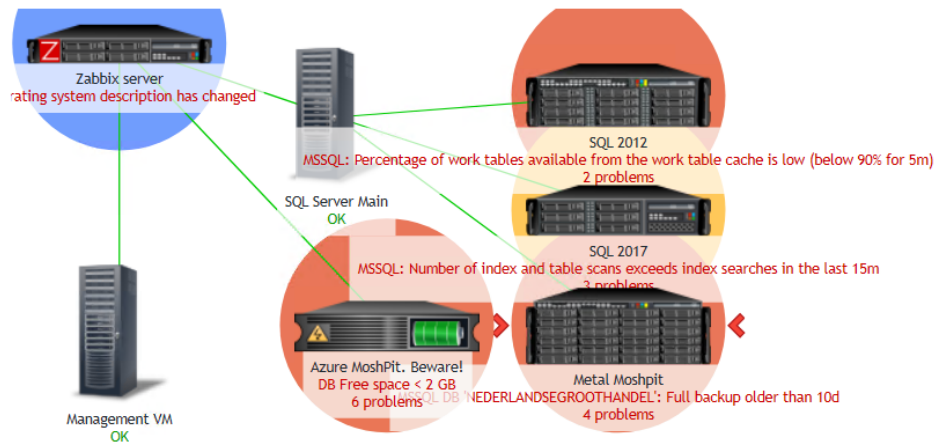 Z
Zabbix server
rating system description has changed
SQL 2012
MSSQL: Percentage of work tables available from the work table cache is low (below 90% for 5m)
2 problems
SQL Server Main
OK
SQL 2017
MSSQL: Number of index and table scans exceeds index searches in the last 15m
3 problems
Azure MoshPit. Beware!
DB Free space < 2 GB
6 problems
Metal Moshpit
MSSQL DB 'NEDERLANDSEGROOTHANDEL': Full backup older than 10d
4 problems
Management VM
OK